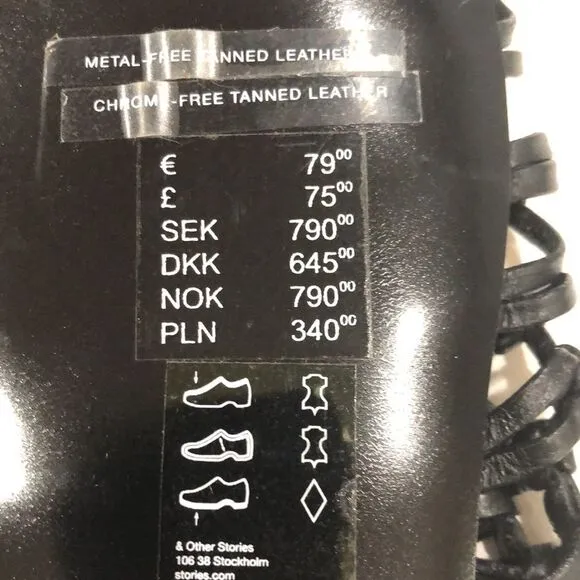 METAL-FREE TANNED LEATHER
CHROME-FREE TANNED LEATHER
€ 79⁰⁰
£ 75⁰⁰
SEK 790⁰⁰
DKK 645⁰⁰
NOK 790⁰⁰
PLN 340⁰⁰
& Other Stories
106 38 Stockholm
stories.com